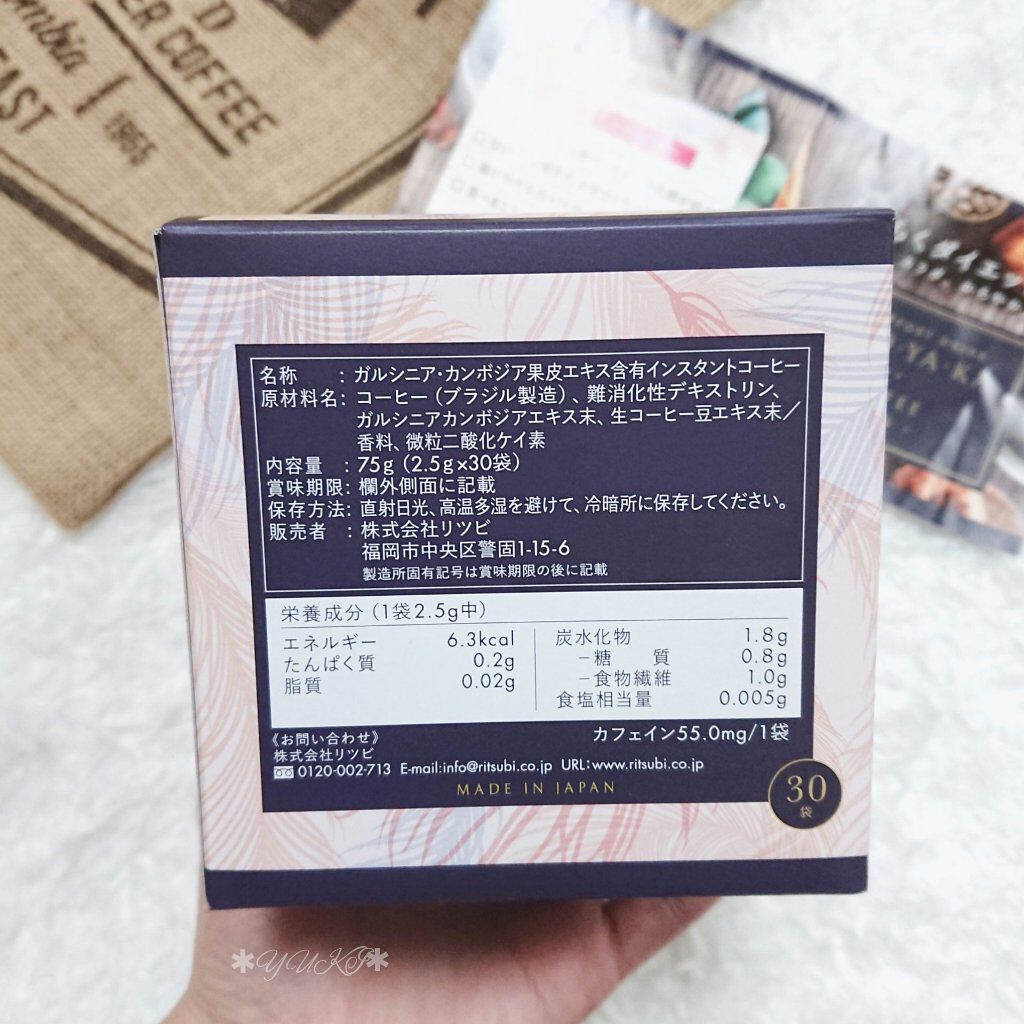 D
ER COFFEE
mbia
1965
AST
くダイエッ
YA・KA
名称 : ガルシニア・カンボジア果皮エキス含有インスタントコーヒー
原材料名: コーヒー（ブラジル製造）、難消化性デキストリン、
ガルシニアカンボジアエキス末、生コーヒー豆エキス末／
香料、微粒二酸化ケイ素
内容量 : 75g（2.5g×30袋）
賞味期限: 欄外側面に記載
保存方法: 直射日光、高温多湿を避けて、冷暗所に保存してください。
販売者 : 株式会社リツビ
福岡市中央区警固1-15-6
製造所固有記号は賞味期限の後に記載
栄養成分（1袋2.5g中）
エネルギー 6.3kcal
たんぱく質 0.2g
脂質 0.02g
炭水化物 1.8g
−糖 質 0.8g
−食物繊維 1.0g
食塩相当量 0.005g
カフェイン55.0mg/1袋
《お問い合わせ》
株式会社リツビ
0120-002-713 E-mail:info@ritsubi.co.jp URL:www.ritsubi.co.jp
MADE IN JAPAN
30
袋
*YUKI*